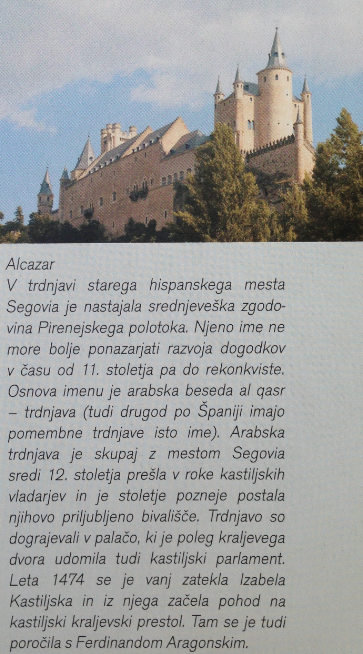 Alcazar
V trdnjavi starega hispanskega mesta
Segovia je nastajala srednjeveška zgodo-
vina Pirenejskega polotoka. Njeno ime ne
more bolje ponazarjati razvoja dogodkov
v času od 11. stoletja pa do rekonkviste.
Osnova imenu je arabska beseda al qasr
– trdnjava (tudi drugod po Španiji imajo
pomembne trdnjave isto ime). Arabska
trdnjava je skupaj z mestom Segovia
sredi 12. stoletja prešla v roke kastiljskih
vladarjev in je stoletje pozneje postala
njihovo priljubljeno bivališče. Trdnjavo so
dograjevali v palačo, ki je poleg kraljevega
dvora udomila tudi kastiljski parlament.
Leta 1474 se je vanj zatekla Izabela
Kastiljska in iz njega začela pohod na
kastiljski kraljevski prestol. Tam se je tudi
poročila s Ferdinandom Aragonskim.